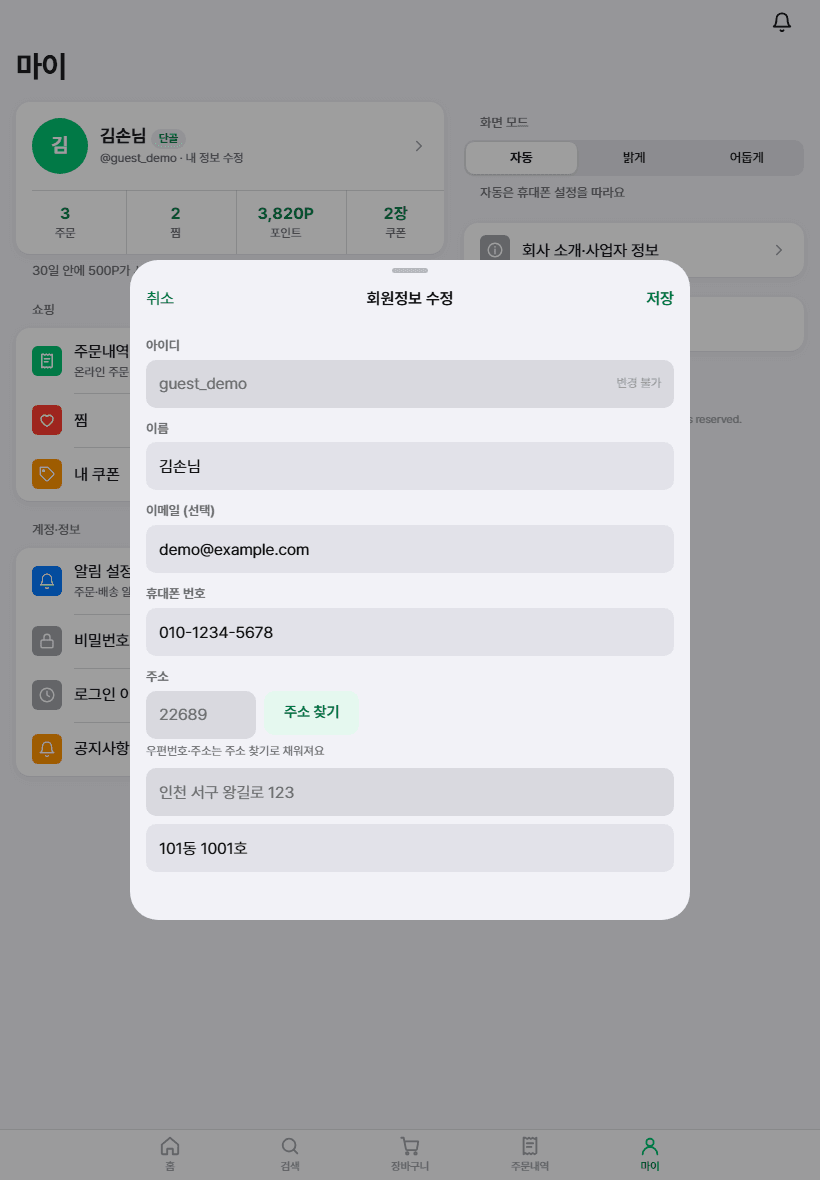 마이
김
김손님 단골
@guest_demo · 내 정보 수정
3
주문
2
찜
3,820P
포인트
2장
쿠폰
30일 안에 500P가
쇼핑
주문내역
온라인 주문
찜
내 쿠폰
계정·정보
알림 설정
주문·배송 알
비밀번호
로그인 이
공지사항
화면 모드
자동
밝게
어둡게
자동은 휴대폰 설정을 따라요
회사 소개·사업자 정보
reserved.
취소
회원정보 수정
저장
아이디
guest_demo
변경 불가
이름
김손님
이메일 (선택)
demo@example.com
휴대폰 번호
010-1234-5678
주소
22689
주소 찾기
우편번호·주소는 주소 찾기로 채워져요
인천 서구 왕길로 123
101동 1001호
홈
검색
장바구니
주문내역
마이